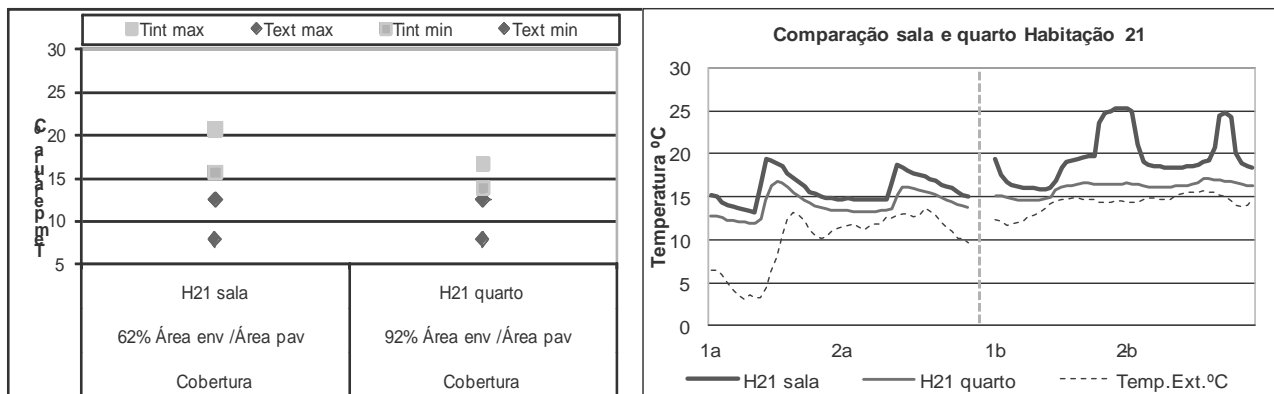 Tint max Text max Tint min Text min
30
25
20
15
10
5
Temperatura ºC
H21 sala H21 quarto
62% Área env /Área pav 92% Área env /Área pav
Cobertura Cobertura
Comparação sala e quarto Habitação 21
30
25
20
15
10
5
0
Temperatura ºC
1a 2a 1b 2b
H21 sala H21 quarto Temp.Ext.ºC